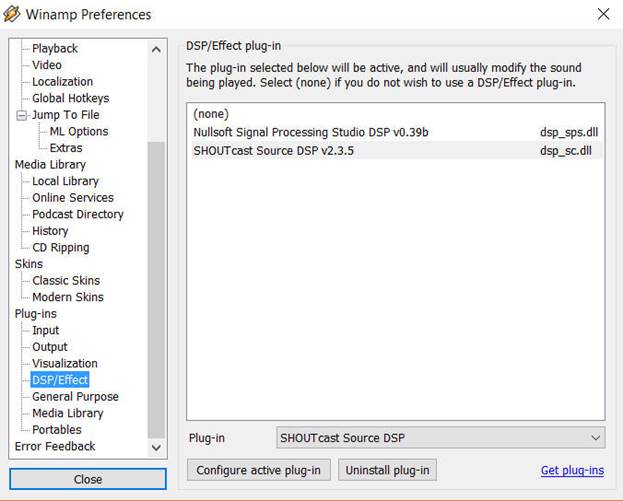 Winamp Preferences
Playback
Video
Localization
Global Hotkeys
Jump To File
ML Options
Extras
Media Library
Local Library
Online Services
Podcast Directory
History
CD Ripping
Skins
Classic Skins
Modern Skins
Plug-ins
Input
Output
Visualization
DSP/Effect
General Purpose
Media Library
Portables
Error Feedback
Close
DSP/Effect plug-in
The plug-in selected below will be active, and will usually modify the sound
being played. Select (none) if you do not wish to use a DSP/Effect plug-in.
(none)
Nullsoft Signal Processing Studio DSP v0.39b dsp_sps.dll
SHOUTcast Source DSP v2.3.5 dsp_sc.dll
Plug-in SHOUTcast Source DSP
Configure active plug-in Uninstall plug-in Get plug-ins